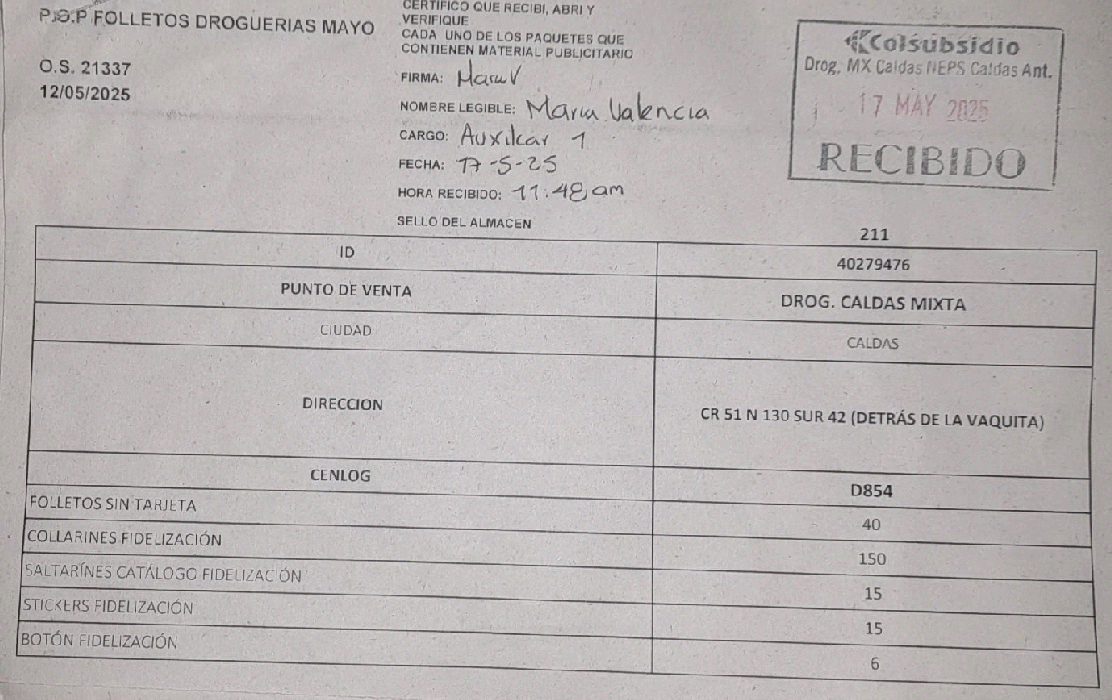 P.O.P FOLLETOS DROGUERIAS MAYO
O.S. 21337
12/05/2025
CERTIFICO QUE RECIBI, ABRI Y
VERIFIQUE
CADA UNO DE LOS PAQUETES QUE
CONTIENEN MATERIAL PUBLICITARIO
FIRMA: Maru V
NOMBRE LEGIBLE: Maria Valencia
CARGO: Auxiliar 1
FECHA: 17-5-25
HORA RECIBIDO: 11:48 am
SELLO DEL ALMACEN
Colsubsidio
Drog. MX Caldas NEPS Caldas Ant.
17 MAY 2025
RECIBIDO
211
ID 40279476
PUNTO DE VENTA DROG. CALDAS MIXTA
CIUDAD CALDAS
DIRECCION CR 51 N 130 SUR 42 (DETRÁS DE LA VAQUITA)
CENLOG D854
FOLLETOS SIN TARJETA 40
COLLARINES FIDELIZACIÓN 150
SALTARÍNES CATÁLOGO FIDELIZACIÓN 15
STICKERS FIDELIZACIÓN 15
BOTÓN FIDELIZACIÓN 6